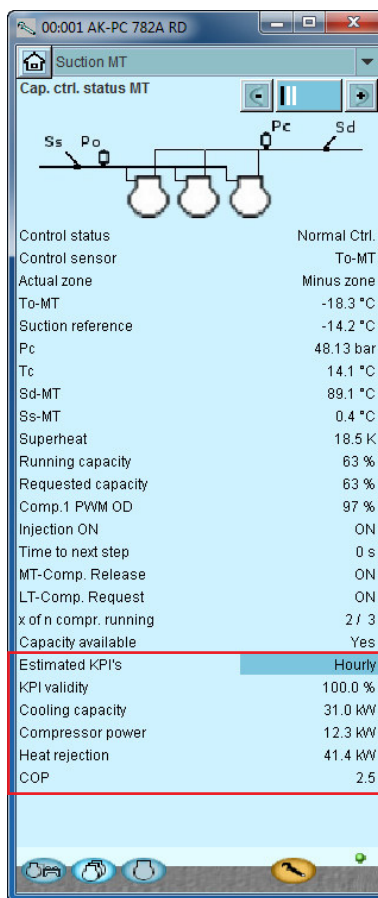 00:001 AK-PC 782A RD
Suction MT
Cap. ctrl. status MT
Pc Sd
Ss Po
Control status Normal Ctrl.
Control sensor To-MT
Actual zone Minus zone
To-MT -18.3 °C
Suction reference -14.2 °C
Pc 48.13 bar
Tc 14.1 °C
Sd-MT 89.1 °C
Ss-MT 0.4 °C
Superheat 18.5 K
Running capacity 63 %
Requested capacity 63 %
Comp.1 PWM OD 97 %
Injection ON ON
Time to next step 0 s
MT-Comp. Release ON
LT-Comp. Request ON
x of n compr. running 2 / 3
Capacity available Yes
Estimated KPI's Hourly
KPI validity 100.0 %
Cooling capacity 31.0 kW
Compressor power 12.3 kW
Heat rejection 41.4 kW
COP 2.5